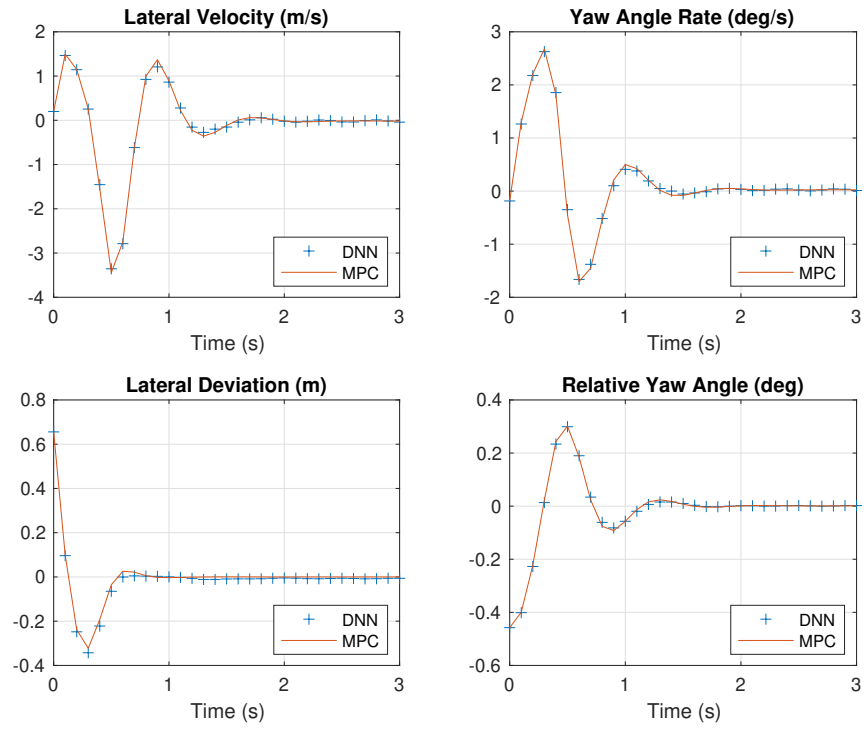 Lateral Velocity (m/s)
2
1
0
-1
-2
-3
-4
0
1
2
3
Time (s)
DNN
MPC
Yaw Angle Rate (deg/s)
3
2
1
0
-1
-2
0
1
2
3
Time (s)
DNN
MPC
Lateral Deviation (m)
0.8
0.6
0.4
0.2
0
-0.2
-0.4
0
1
2
3
Time (s)
DNN
MPC
Relative Yaw Angle (deg)
0.4
0.2
0
-0.2
-0.4
-0.6
0
1
2
3
Time (s)
DNN
MPC